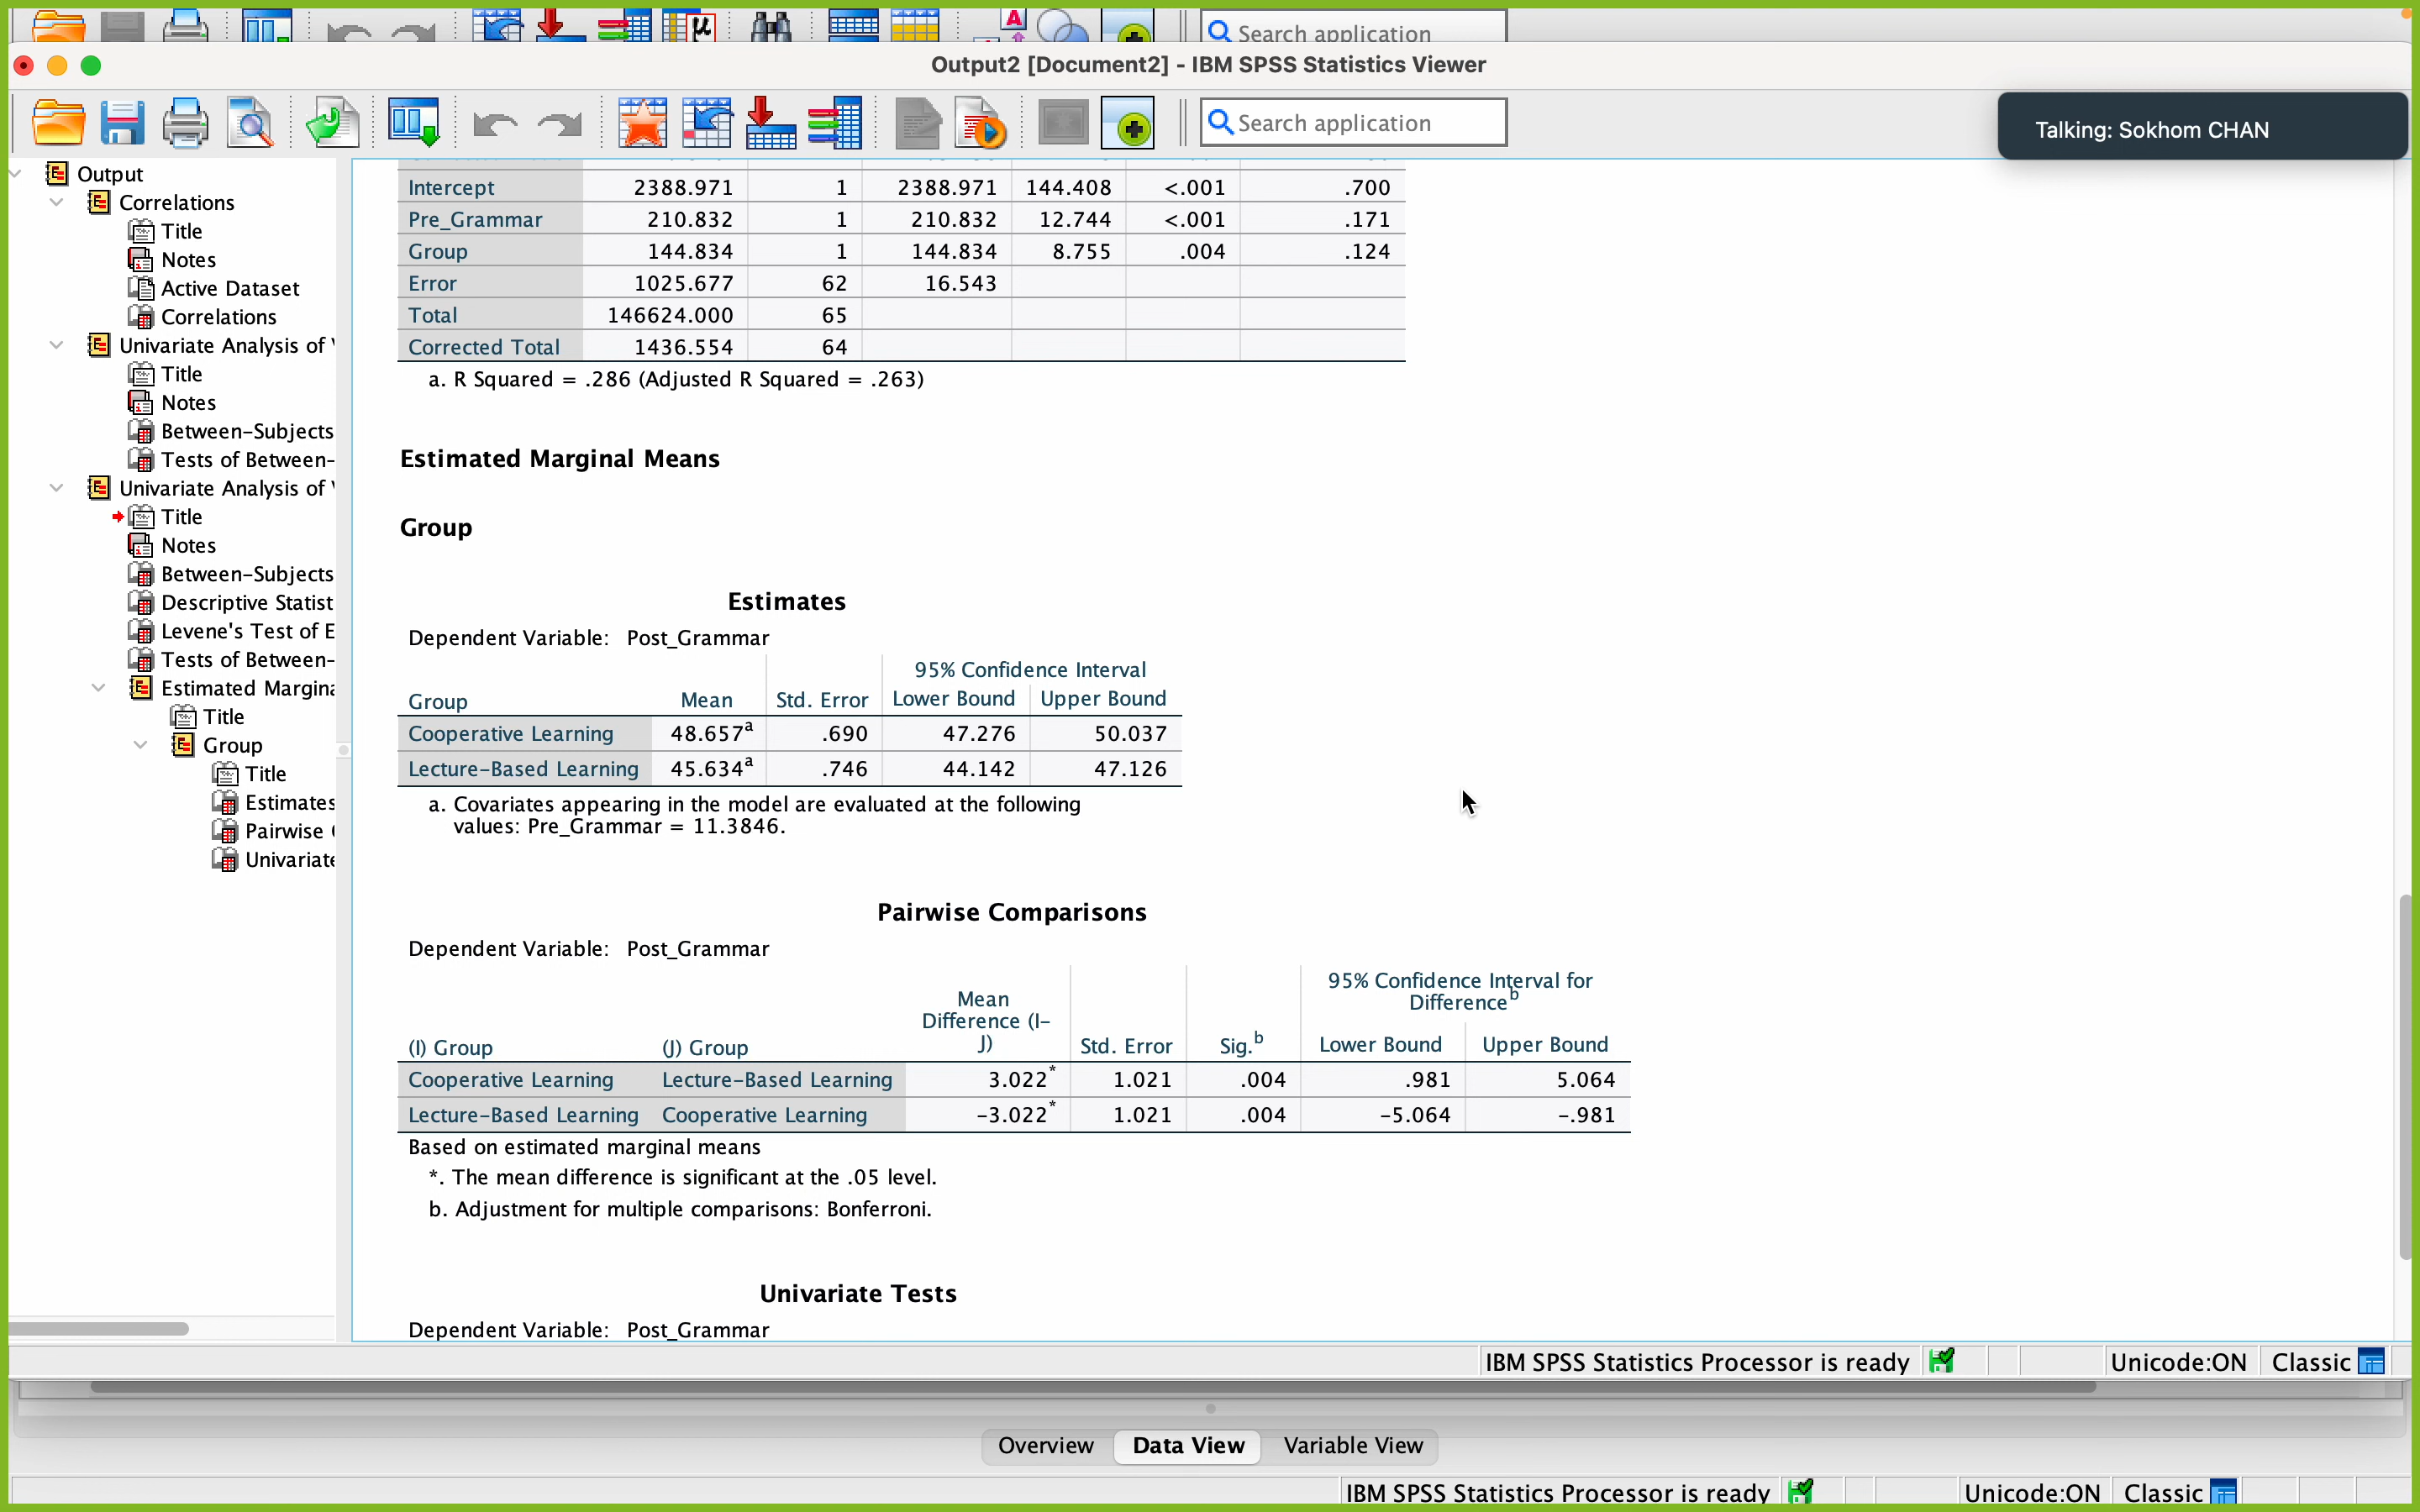 Search application
Output2 [Document2] - IBM SPSS Statistics Viewer
Search application
Talking: Sokhom CHAN
Output
Correlations
Title
Notes
Active Dataset
Correlations
Univariate Analysis of
Title
Notes
Between-Subjects
Tests of Between-
Univariate Analysis of
Title
Notes
Between-Subjects
Descriptive Statist
Levene's Test of E
Tests of Between-
Estimated Margina
Title
Group
Title
Estimates
Pairwise
Univariate
Intercept 2388.971 1 2388.971 144.408 <.001 .700
Pre_Grammar 210.832 1 210.832 12.744 <.001 .171
Group 144.834 1 144.834 8.755 .004 .124
Error 1025.677 62 16.543
Total 146624.000 65
Corrected Total 1436.554 64
a. R Squared = .286 (Adjusted R Squared = .263)
Estimated Marginal Means
Group
Estimates
Dependent Variable: Post_Grammar
95% Confidence Interval
Group Mean Std. Error Lower Bound Upper Bound
Cooperative Learning 48.657a .690 47.276 50.037
Lecture-Based Learning 45.634a .746 44.142 47.126
a. Covariates appearing in the model are evaluated at the following
values: Pre_Grammar = 11.3846.
Pairwise Comparisons
Dependent Variable: Post_Grammar
95% Confidence Interval for
Differenceb
Mean
Difference (I-
J)
(I) Group (J) Group Std. Error Sig.b Lower Bound Upper Bound
Cooperative Learning Lecture-Based Learning 3.022* 1.021 .004 .981 5.064
Lecture-Based Learning Cooperative Learning -3.022* 1.021 .004 -5.064 -.981
Based on estimated marginal means
*. The mean difference is significant at the .05 level.
b. Adjustment for multiple comparisons: Bonferroni.
Univariate Tests
Dependent Variable: Post_Grammar
IBM SPSS Statistics Processor is ready Unicode:ON Classic
Overview Data View Variable View
IBM SPSS Statistics Processor is ready Unicode:ON Classic